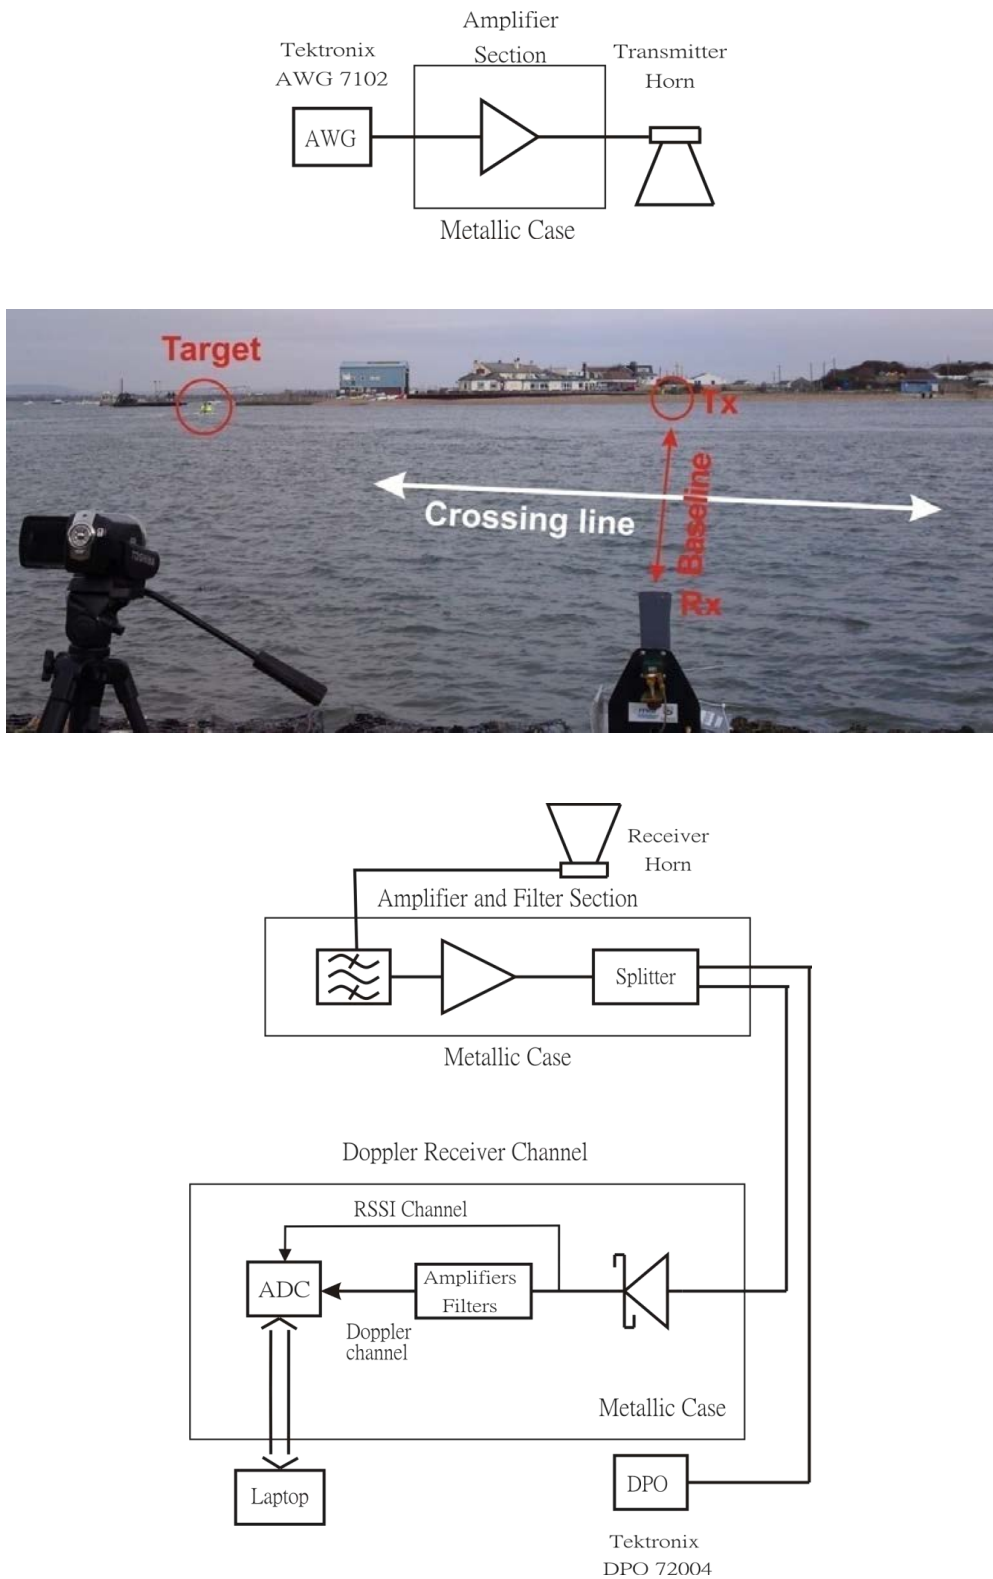 Amplifier
Section
Tektronix
AWG 7102
Transmitter
Horn
AWG
Metallic Case
Target
Tx
Crossing line
Baseline
Rx
TOSHIBA
Receiver
Horn
Amplifier and Filter Section
Splitter
Metallic Case
Doppler Receiver Channel
RSSI Channel
ADC
Amplifiers
Filters
Doppler
channel
Metallic Case
Laptop
DPO
Tektronix
DPO 72004